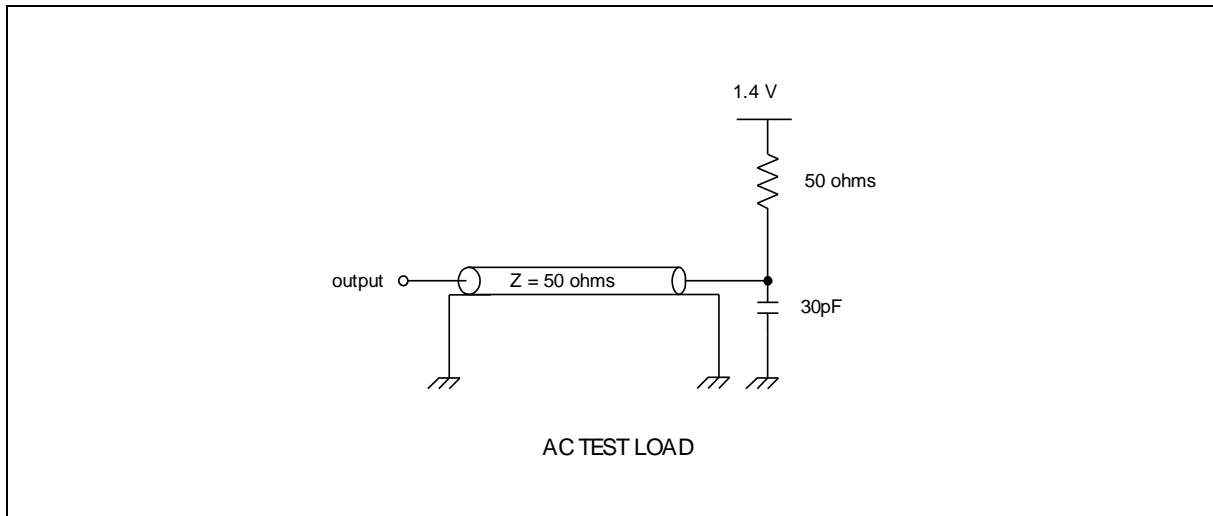 1.4 V
50 ohms
output
Z = 50 ohms
30pF
AC TEST LOAD